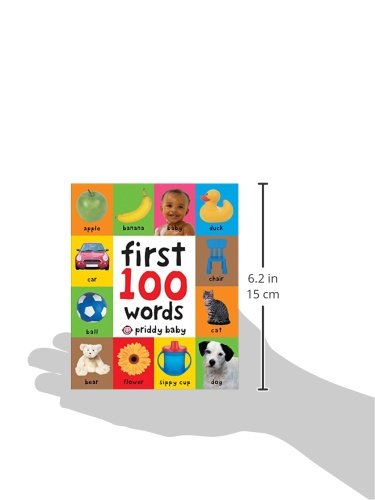 apple
banana
baby
duck
car
first
100
words
priddy baby
chair
ball
cat
bear
flower
sippy cup
dog
6.2 in
15 cm